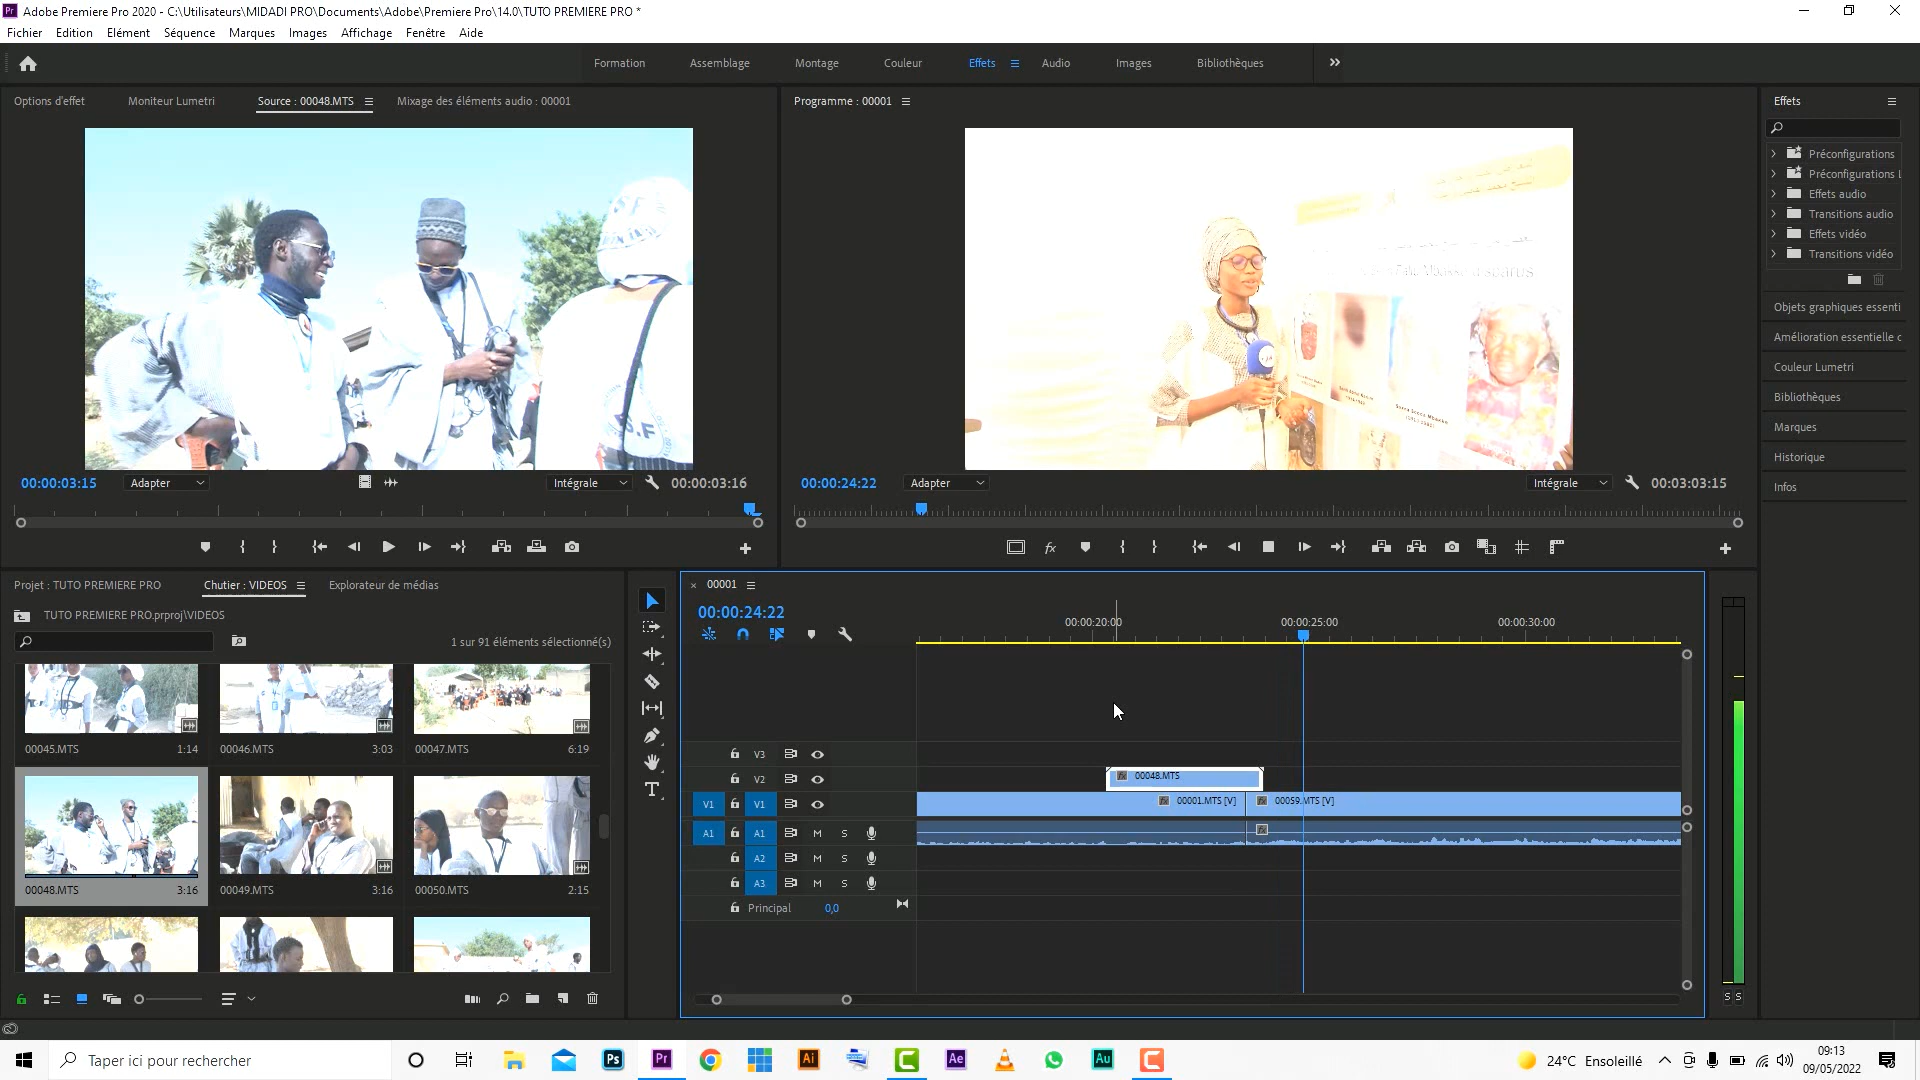 Adobe Premiere Pro 2020 - C:\Utilisateurs\MIDADI PRO\Documents\Adobe\Premiere Pro\14.0\TUTO PREMIERE PRO *
Fichier Edition Elément Séquence Marques Images Affichage Fenêtre Aide
Formation Assemblage Montage Couleur Effets Audio Images Bibliothèques
Options d'effet Moniteur Lumetri Source : 00048.MTS Mixage des éléments audio : 00001
Programme : 00001
Effets
Préconfigurations
Préconfigurations L
Effets audio
Transitions audio
Effets vidéo
Transitions vidéo
Objets graphiques essenti
Amélioration essentielle c
Couleur Lumetri
Bibliothèques
Marques
Historique
Infos
00:00:03:15 Adapter Intégrale 00:00:03:16
00:00:24:22 Adapter Intégrale 00:03:03:15
Projet : TUTO PREMIERE PRO Chutier : VIDEOS Explorateur de médias
TUTO PREMIERE PRO.prproj\VIDEOS
1 sur 91 éléments sélectionné(s)
00045.MTS 1:14
00046.MTS 3:03
00047.MTS 6:19
00048.MTS 3:16
00049.MTS 3:16
00050.MTS 2:15
00001
00:00:24:22
00:00:20:00 00:00:25:00 00:00:30:00
V3
V2
00048.MTS
V1 V1
00001.MTS [V] 00059.MTS [V]
A1 A1 M S
A2 M S
A3 M S
Principal 0,0
S S
Taper ici pour rechercher
24°C Ensoleillé
09:13
09/05/2022